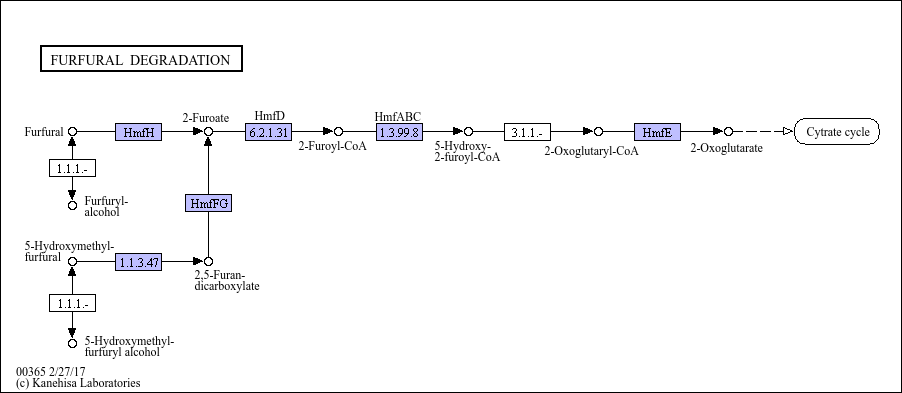 FURFURAL DEGRADATION
Furfural
HmfH
2-Furoate
HmfD
6.2.1.31
2-Furoyl-CoA
HmfABC
1.3.99.8
5-Hydroxy-
2-furoyl-CoA
3.1.1.-
2-Oxoglutaryl-CoA
HmfE
2-Oxoglutarate
Cytrate cycle
1.1.1.-
Furfuryl-
alcohol
HmfFG
5-Hydroxymethyl-
furfural
1.1.3.47
2,5-Furan-
dicarboxylate
1.1.1.-
5-Hydroxymethyl-
furfuryl alcohol
00365 2/27/17
(c) Kanehisa Laboratories